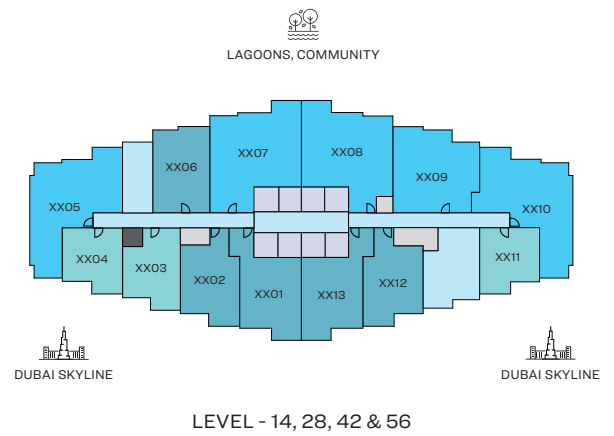 LAGOONS, COMMUNITY
XX07
XX08
XX06
XX09
XX05
XX10
XX04
XX03
XX11
XX02
XX12
XX01
XX13
DUBAI SKYLINE
DUBAI SKYLINE
LEVEL - 14, 28, 42 & 56